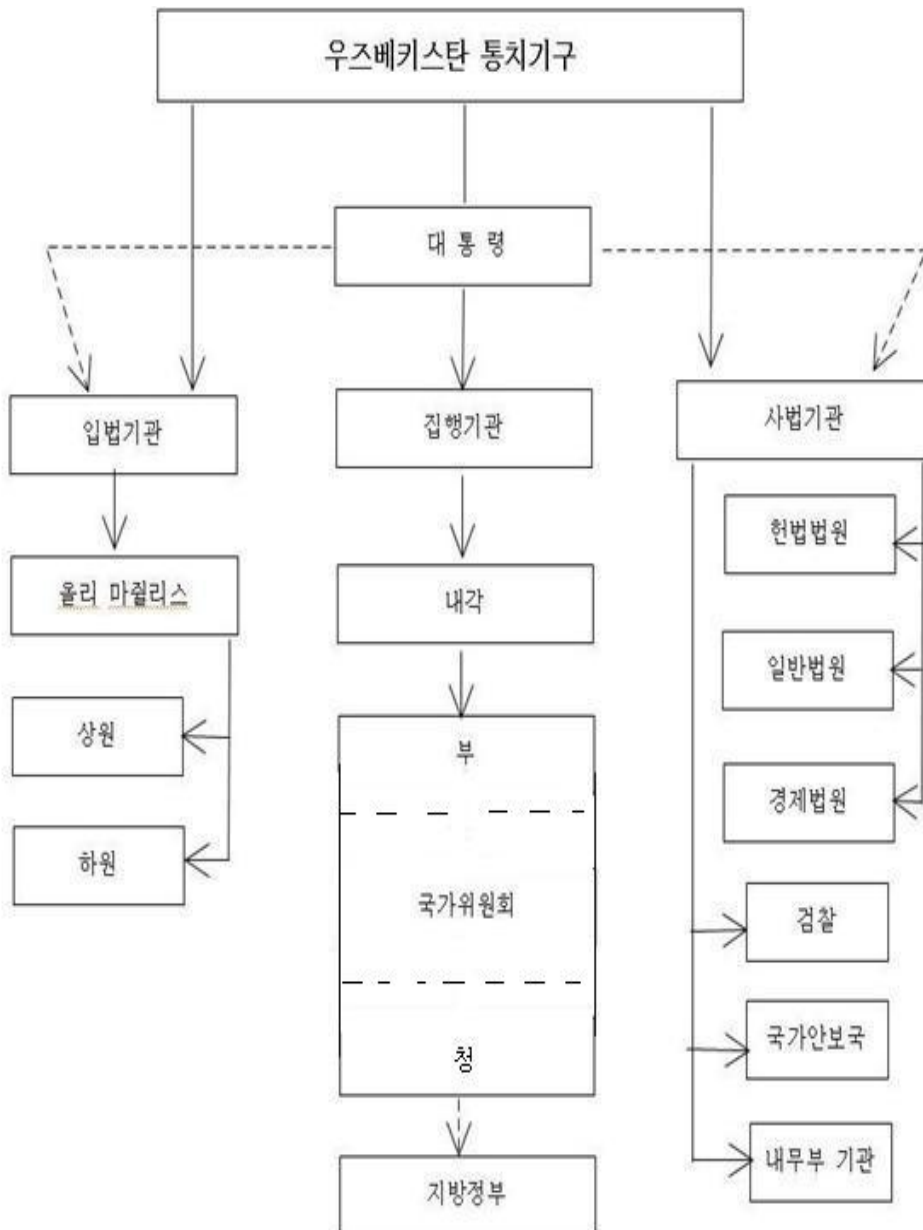 우즈베키스탄 통치기구
대 통 령
입법기관
집행기관
사법기관
올리 마쥘리스
내각
헌법법원
일반법원
상원
부
경제법원
하원
국가위원회
검찰
국가안보국
청
내무부 기관
지방정부